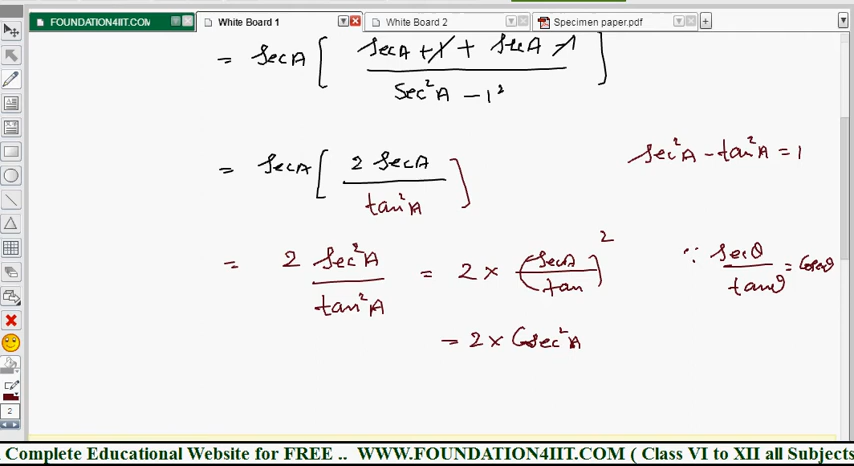 FOUNDATION4IIT.COM White Board 1 White Board 2 Specimen paper.pdf
= SecA [ (SecA + 1 + SecA - 1) / (Sec²A - 1²) ]
= SecA [ 2 SecA / tan²A ]
Sec²A - tan²A = 1
= 2 Sec²A / tan²A = 2 × (SecA / tan)²
∵ Secθ / tanθ = Cosecθ
= 2 × Cosec²A
2
Complete Educational Website for FREE .. WWW.FOUNDATION4IIT.COM ( Class VI to XII all Subjects